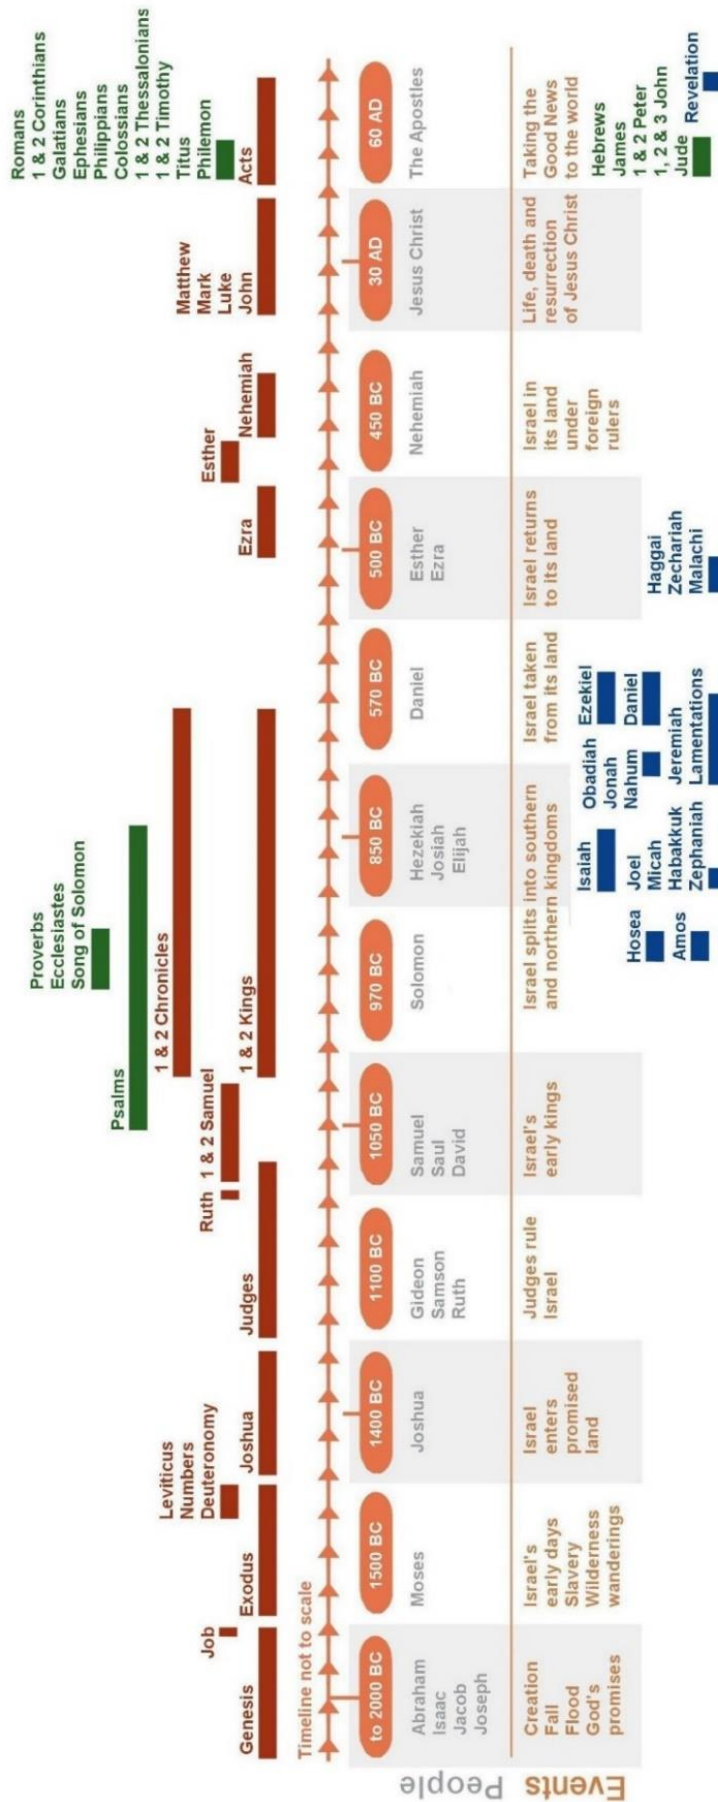 Proverbs
Ecclesiastes
Song of Solomon
Psalms
1 & 2 Chronicles
Romans
1 & 2 Corinthians
Galatians
Ephesians
Philippians
Colossians
1 & 2 Thessalonians
1 & 2 Timothy
Titus
Philemon
Job
Leviticus
Numbers
Deuteronomy
Ruth
1 & 2 Samuel
Esther
Matthew
Mark
Luke
John
Genesis
Exodus
Joshua
Judges
1 & 2 Kings
Ezra
Nehemiah
Acts
Timeline not to scale
to 2000 BC
1500 BC
1400 BC
1100 BC
1050 BC
970 BC
850 BC
570 BC
500 BC
450 BC
30 AD
60 AD
People
Abraham
Isaac
Jacob
Joseph
Moses
Joshua
Gideon
Samson
Ruth
Samuel
Saul
David
Solomon
Hezekiah
Josiah
Elijah
Daniel
Esther
Ezra
Nehemiah
Jesus Christ
The Apostles
Events
Creation
Fall
Flood
God's
promises
Israel's
early days
Slavery
Wilderness
wanderings
Israel
enters
promised
land
Judges rule
Israel
Israel's
early kings
Israel splits into southern
and northern kingdoms
Israel taken
from its land
Israel returns
to its land
Israel in
its land
under
foreign
rulers
Life, death and
resurrection
of Jesus Christ
Taking the
Good News
to the world
Hosea
Amos
Isaiah
Joel
Micah
Habakkuk
Zephaniah
Obadiah
Jonah
Nahum
Ezekiel
Daniel
Jeremiah
Lamentations
Haggai
Zechariah
Malachi
Hebrews
James
1 & 2 Peter
1, 2 & 3 John
Jude
Revelation